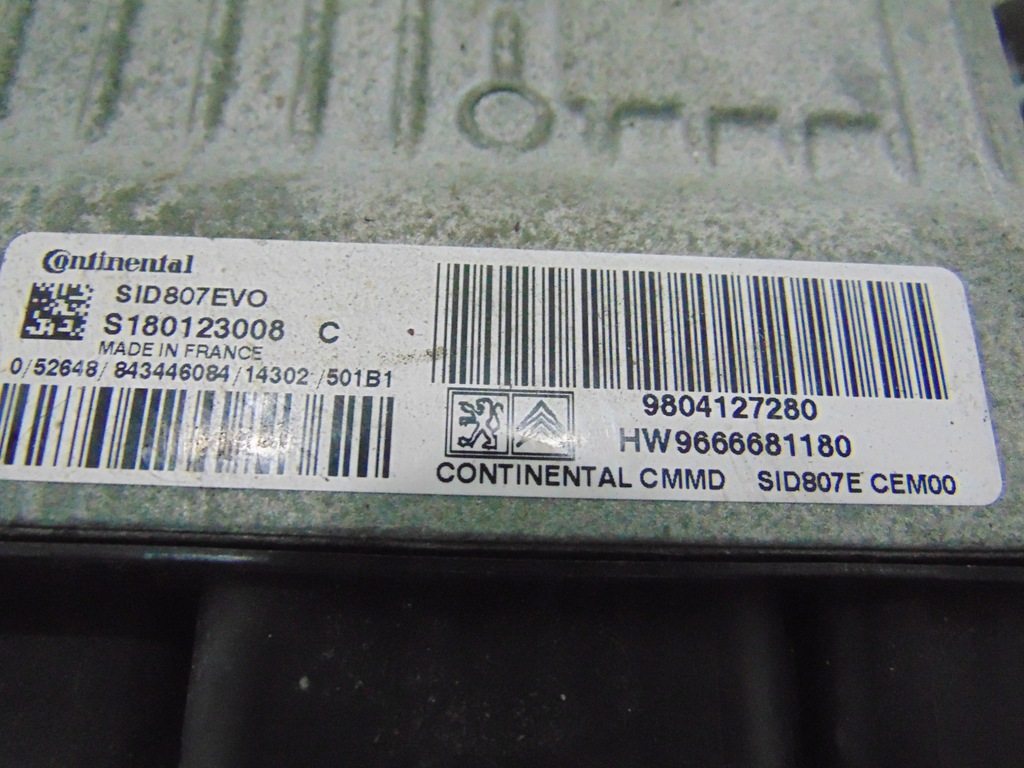 Continental
SID807EVO
S180123008 C
MADE IN FRANCE
0/52648/843446084/14302/501B1
9804127280
HW9666681180
CONTINENTAL CMMD SID807E CEM00